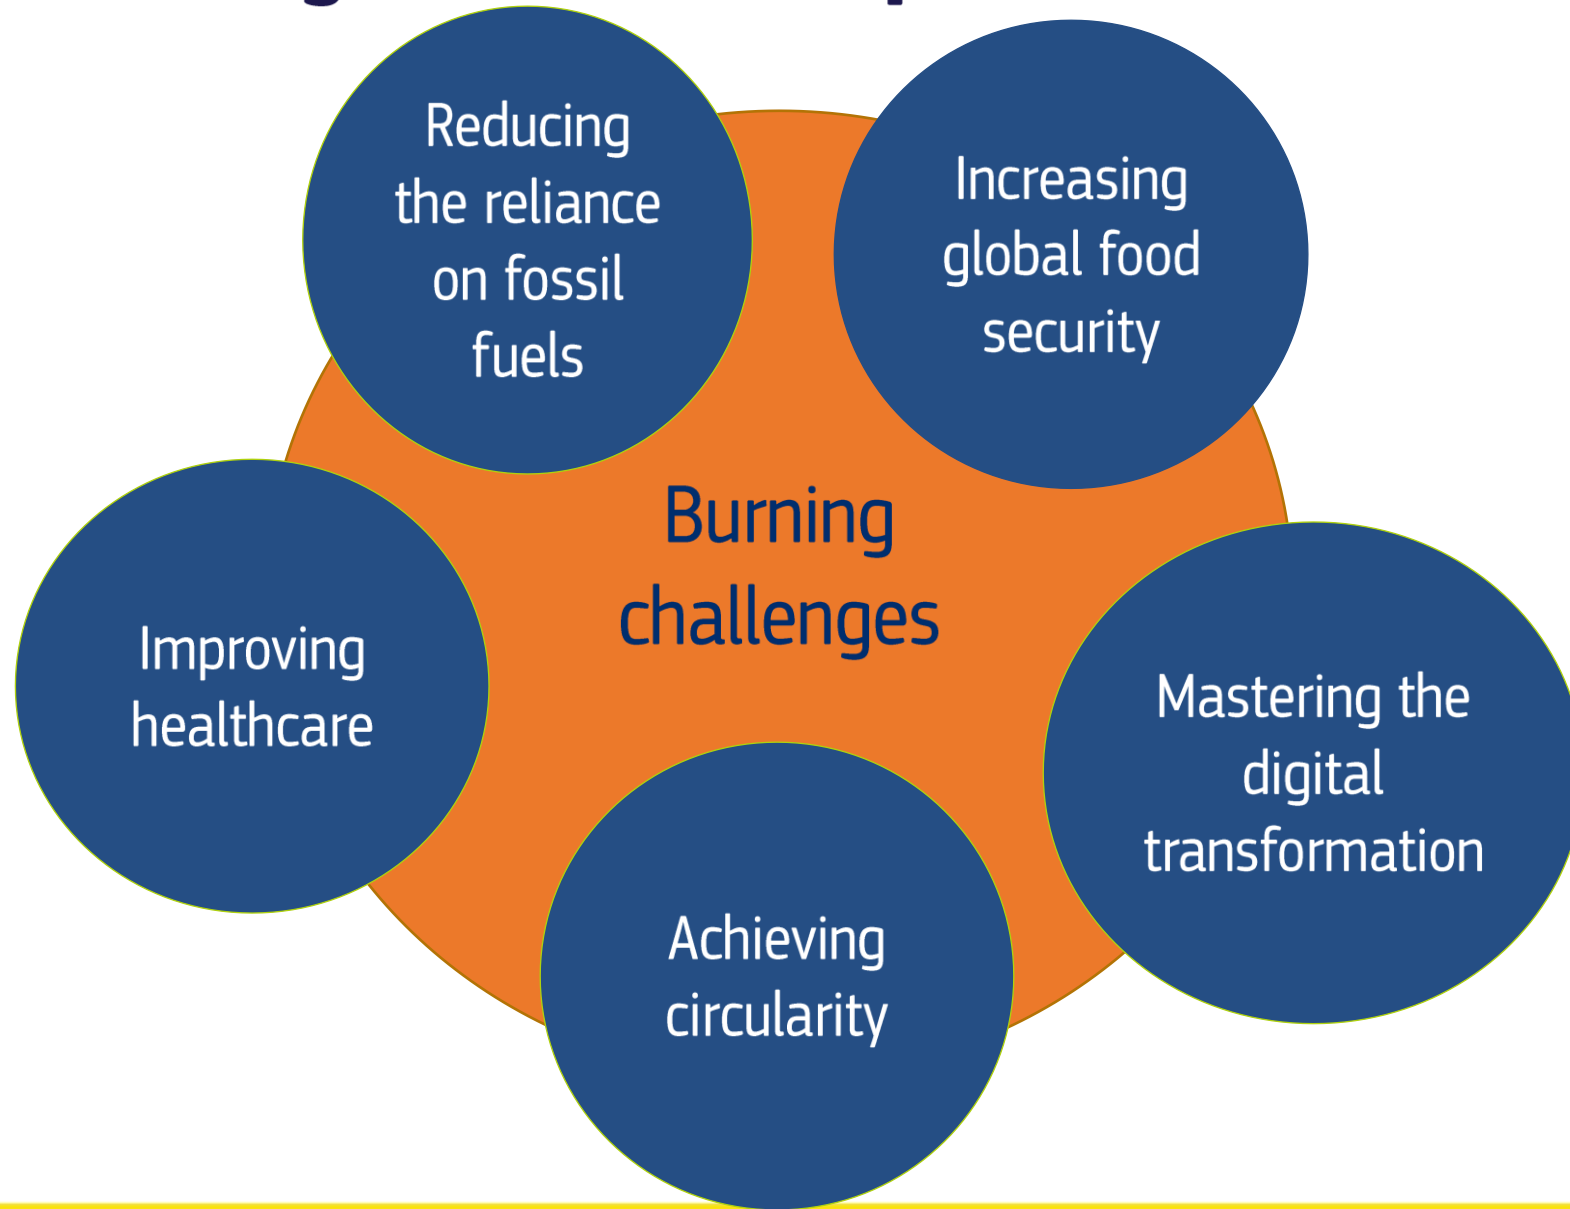 Reducing
the reliance
on fossil
fuels
Increasing
global food
security
Burning
challenges
Improving
healthcare
Mastering the
digital
transformation
Achieving
circularity